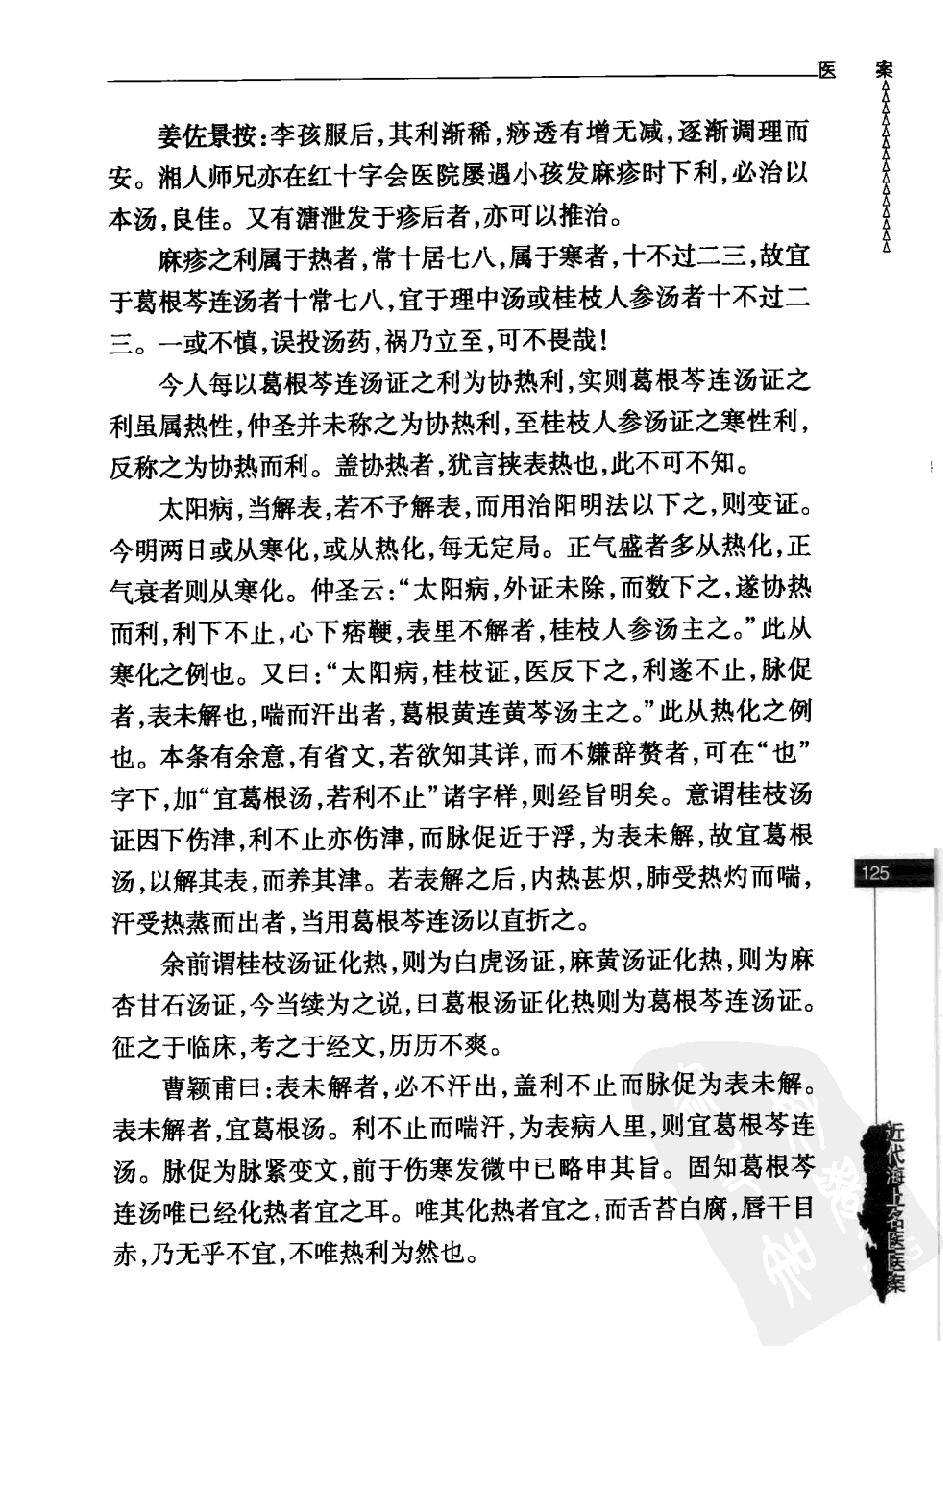 医 案
姜佐景按:李孩服后,其利渐稀,痧透有增无减,逐渐调理而
安。湘人师兄亦在红十字会医院屡遇小孩发麻疹时下利,必治以
本汤,良佳。又有溏泄发于疹后者,亦可以推治。
麻疹之利属于热者,常十居七八,属于寒者,十不过二三,故宜
于葛根芩连汤者十常七八,宜于理中汤或桂枝人参汤者十不过二
三。一或不慎,误投汤药,祸乃立至,可不畏哉!
今人每以葛根芩连汤证之利为协热利,实则葛根芩连汤证之
利虽属热性,仲圣并未称之为协热利,至桂枝人参汤证之寒性利,
反称之为协热而利。盖协热者,犹言挟表热也,此不可不知。
太阳病,当解表,若不予解表,而用治阳明法以下之,则变证。
今明两日或从寒化,或从热化,每无定局。正气盛者多从热化,正
气衰者则从寒化。仲圣云:“太阳病,外证未除,而数下之,遂协热
而利,利下不止,心下痞鞕,表里不解者,桂枝人参汤主之。”此从
寒化之例也。又曰:“太阳病,桂枝证,医反下之,利遂不止,脉促
者,表未解也,喘而汗出者,葛根黄连黄芩汤主之。”此从热化之例
也。本条有余意,有省文,若欲知其详,而不嫌辞赘者,可在“也”
字下,加“宜葛根汤,若利不止”诸字样,则经旨明矣。意谓桂枝汤
证因下伤津,利不止亦伤津,而脉促近于浮,为表未解,故宜葛根
汤,以解其表,而养其津。若表解之后,内热甚炽,肺受热灼而喘,
汗受热蒸而出者,当用葛根芩连汤以直折之。
余前谓桂枝汤证化热,则为白虎汤证,麻黄汤证化热,则为麻
杏甘石汤证,今当续为之说,曰葛根汤证化热则为葛根芩连汤证。
征之于临床,考之于经文,历历不爽。
曹颖甫曰:表未解者,必不汗出,盖利不止而脉促为表未解。
表未解者,宜葛根汤。利不止而喘汗,为表病人里,则宜葛根芩连
汤。脉促为脉紧变文,前于伤寒发微中已略申其旨。固知葛根芩
连汤唯已经化热者宜之耳。唯其化热者宜之,而舌苔白腐,唇干目
赤,乃无乎不宜,不唯热利为然也。
125
近代海上名医医案